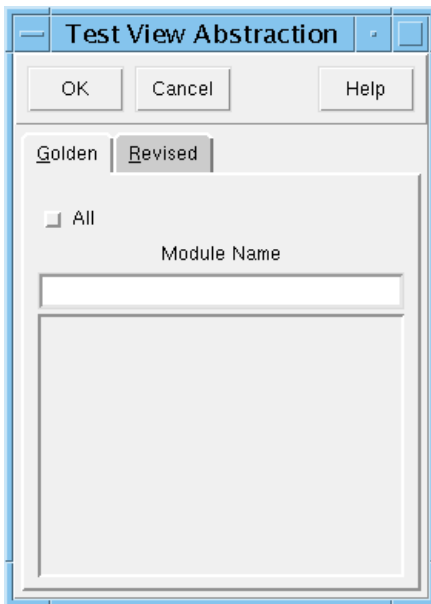 Test View Abstraction
OK Cancel Help
Golden Revised
All
Module Name